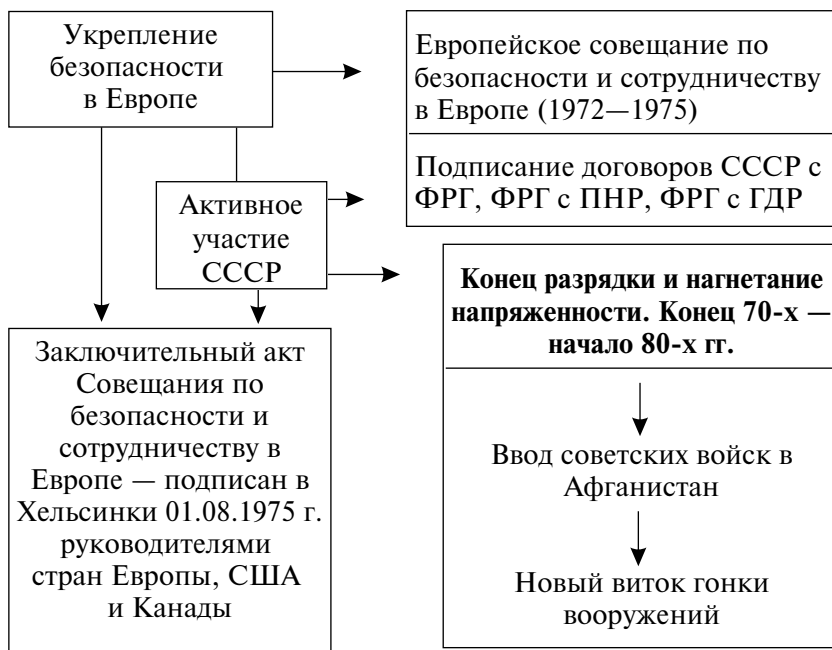 Укрепление
безопасности
в Европе
Европейское совещание по
безопасности и сотрудничеству
в Европе (1972—1975)
Подписание договоров СССР с
ФРГ, ФРГ с ПНР, ФРГ с ГДР
Активное
участие
СССР
Конец разрядки и нагнетание
напряженности. Конец 70-х —
начало 80-х гг.
Ввод советских войск в
Афганистан
Новый виток гонки
вооружений
Заключительный акт
Совещания по
безопасности и
сотрудничеству в
Европе — подписан в
Хельсинки 01.08.1975 г.
руководителями
стран Европы, США
и Канады